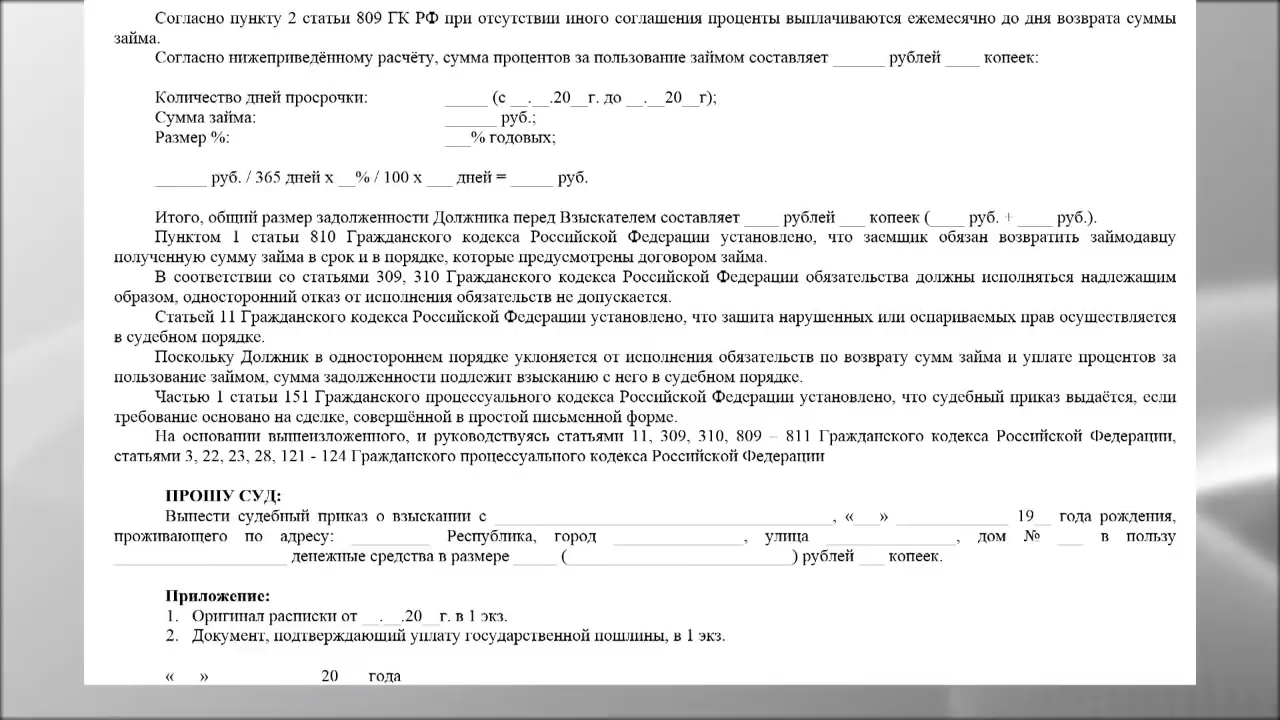 Согласно пункту 2 статьи 809 ГК РФ при отсутствии иного соглашения проценты выплачиваются ежемесячно до дня возврата суммы
займа.
Согласно нижеприведённому расчёту, сумма процентов за пользование займом составляет ______ рублей ____ копеек:
Количество дней просрочки: _____ (с __.__.20__г. до __.__20__г);
Сумма займа: ______ руб.;
Размер %: ___% годовых;
______ руб. / 365 дней х __% / 100 х ___ дней = _____ руб.
Итого, общий размер задолженности Должника перед Взыскателем составляет ____ рублей ___ копеек (____ руб. + ____ руб.).
Пунктом 1 статьи 810 Гражданского кодекса Российской Федерации установлено, что заемщик обязан возвратить займодавцу
полученную сумму займа в срок и в порядке, которые предусмотрены договором займа.
В соответствии со статьями 309, 310 Гражданского кодекса Российской Федерации обязательства должны исполняться надлежащим
образом, односторонний отказ от исполнения обязательств не допускается.
Статьей 11 Гражданского кодекса Российской Федерации установлено, что защита нарушенных или оспариваемых прав осуществляется
в судебном порядке.
Поскольку Должник в одностороннем порядке уклоняется от исполнения обязательств по возврату сумм займа и уплате процентов за
пользование займом, сумма задолженности подлежит взысканию с него в судебном порядке.
Частью 1 статьи 151 Гражданского процессуального кодекса Российской Федерации установлено, что судебный приказ выдаётся, если
требование основано на сделке, совершённой в простой письменной форме.
На основании вышеизложенного, и руководствуясь статьями 11, 309, 310, 809 – 811 Гражданского кодекса Российской Федерации,
статьями 3, 22, 23, 28, 121 - 124 Гражданского процессуального кодекса Российской Федерации
ПРОШУ СУД:
Вынести судебный приказ о взыскании с _______________________________________, «___» _____________ 19__ года рождения,
проживающего по адресу: _________ Республика, город _______________, улица _______________, дом № ___ в пользу
____________________ денежные средства в размере _____ (__________________________) рублей ___ копеек.
Приложение:
1. Оригинал расписки от __.__.20__г. в 1 экз.
2. Документ, подтверждающий уплату государственной пошлины, в 1 экз.
«___» _____________ 20___ года